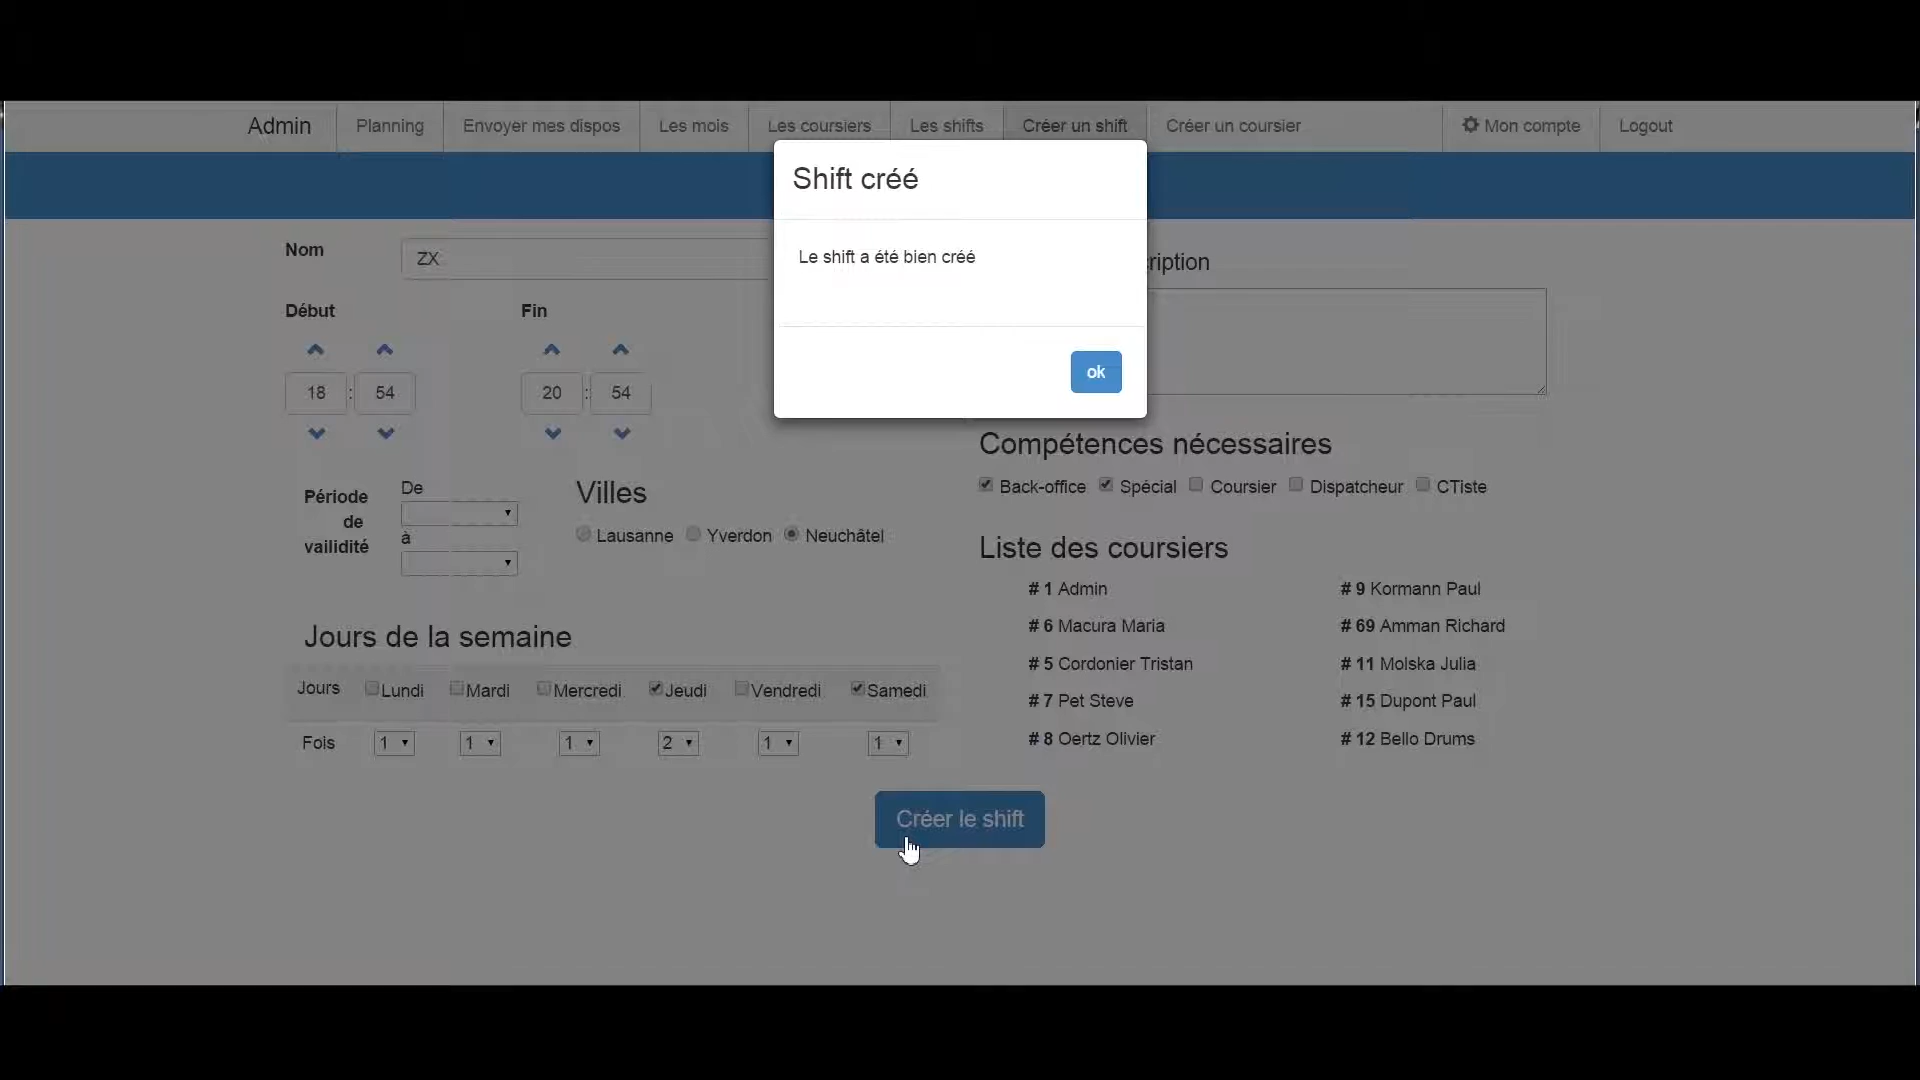 Admin Planning Envoyer mes dispos Les mois Les coursiers Les shifts Créer un shift Créer un coursier Mon compte Logout
Shift créé
Le shift a été bien créé
ok
Nom ZX
ription
Début Fin
18 : 54 20 : 54
Compétences nécessaires
Back-office Spécial Coursier Dispatcheur CTiste
Période de vailidité
De
à
Villes
Lausanne Yverdon Neuchâtel
Liste des coursiers
# 1 Admin # 9 Kormann Paul
# 6 Macura Maria # 69 Amman Richard
# 5 Cordonier Tristan # 11 Molska Julia
# 7 Pet Steve # 15 Dupont Paul
# 8 Oertz Olivier # 12 Bello Drums
Jours de la semaine
Jours Lundi Mardi Mercredi Jeudi Vendredi Samedi
Fois 1 1 1 2 1 1
Créer le shift